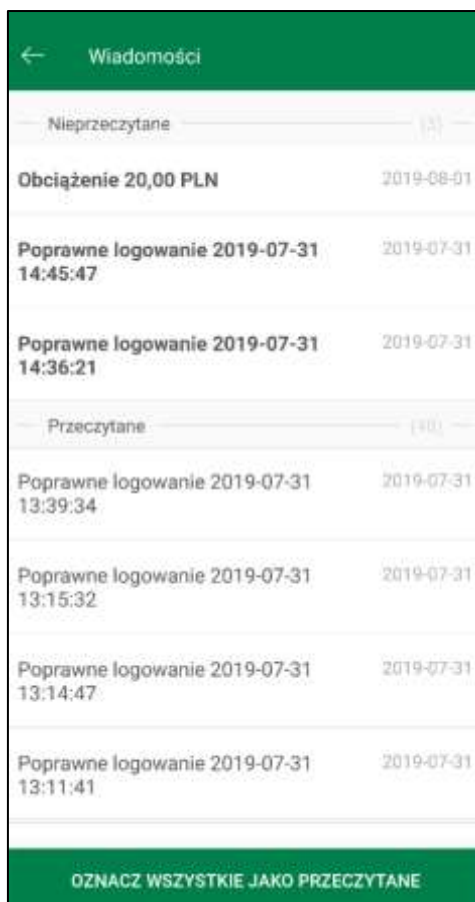 Wiadomości
Nieprzeczytane (3)
Obciążenie 20,00 PLN 2019-08-01
Poprawne logowanie 2019-07-31 2019-07-31
14:45:47
Poprawne logowanie 2019-07-31 2019-07-31
14:36:21
Przeczytane
Poprawne logowanie 2019-07-31 2019-07-31
13:39:34
Poprawne logowanie 2019-07-31 2019-07-31
13:15:32
Poprawne logowanie 2019-07-31 2019-07-31
13:14:47
Poprawne logowanie 2019-07-31 2019-07-31
13:11:41
OZNACZ WSZYSTKIE JAKO PRZECZYTANE